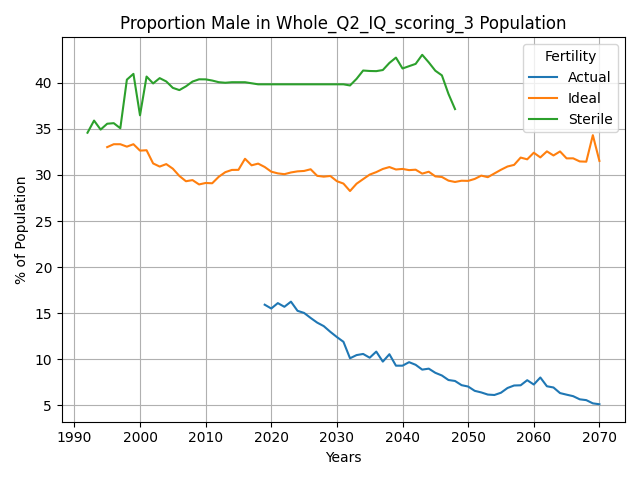 Proportion Male in Whole_Q2_IQ_scoring_3 Population
Fertility
Actual
Ideal
Sterile
% of Population
40
35
30
25
20
15
10
5
1990 2000 2010 2020 2030 2040 2050 2060 2070
Years